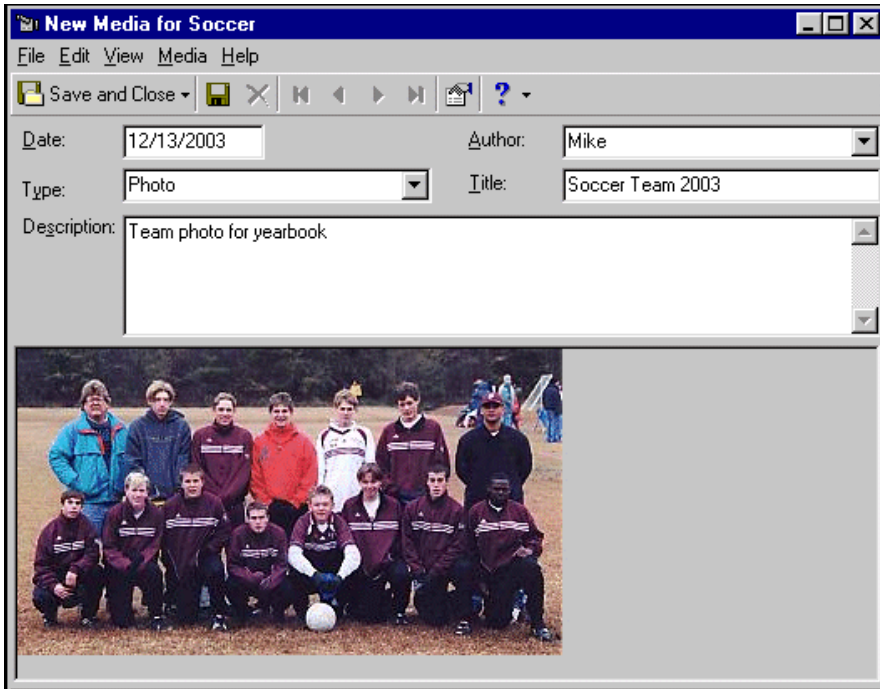 New Media for Soccer
File Edit View Media Help
Save and Close ?
Date: 12/13/2003 Author: Mike
Type: Photo Title: Soccer Team 2003
Description: Team photo for yearbook